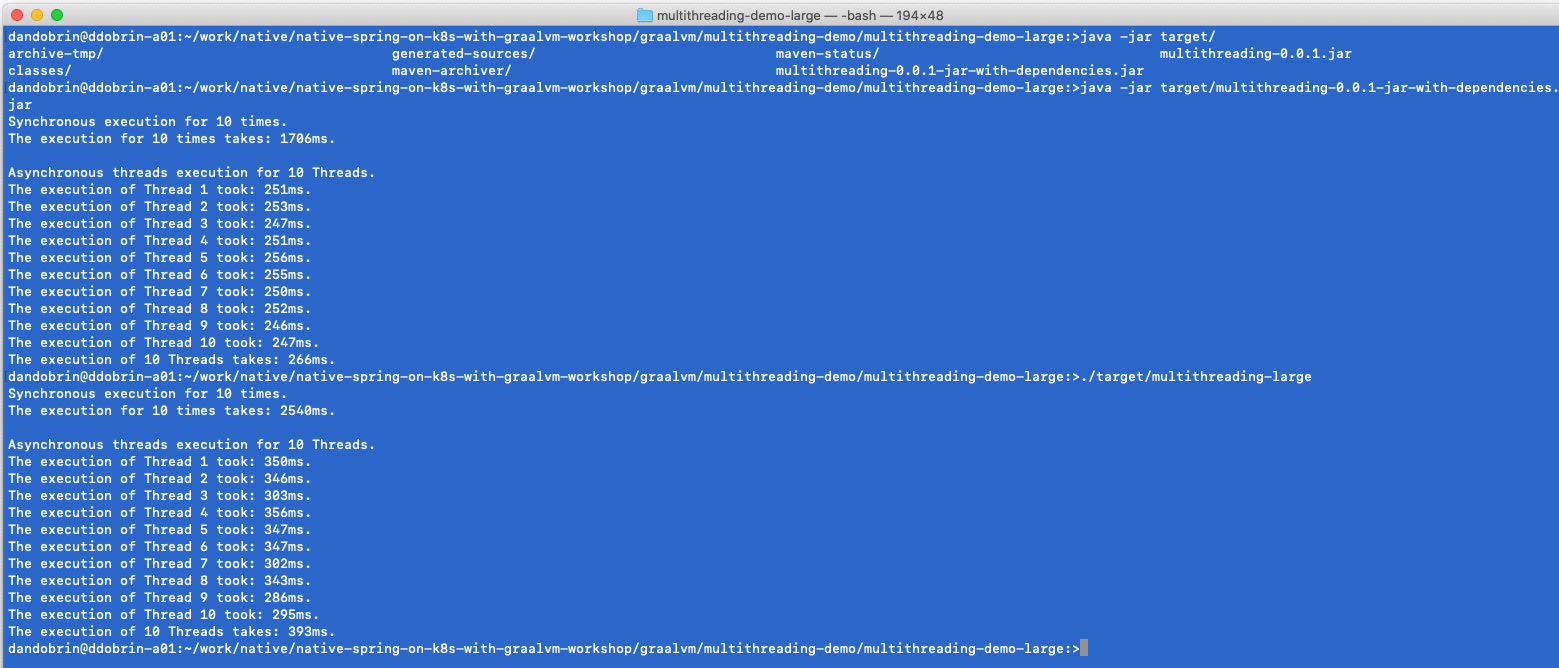 multithreading-demo-large — -bash — 194×48
dandobrin@ddobrin-a01:~/work/native/native-spring-on-k8s-with-graalvm-workshop/graalvm/multithreading-demo/multithreading-demo-large:>java -jar target/
archive-tmp/ generated-sources/ maven-status/ multithreading-0.0.1.jar
classes/ maven-archiver/ multithreading-0.0.1-jar-with-dependencies.jar
dandobrin@ddobrin-a01:~/work/native/native-spring-on-k8s-with-graalvm-workshop/graalvm/multithreading-demo/multithreading-demo-large:>java -jar target/multithreading-0.0.1-jar-with-dependencies.
jar
Synchronous execution for 10 times.
The execution for 10 times takes: 1706ms.
Asynchronous threads execution for 10 Threads.
The execution of Thread 1 took: 251ms.
The execution of Thread 2 took: 253ms.
The execution of Thread 3 took: 247ms.
The execution of Thread 4 took: 251ms.
The execution of Thread 5 took: 256ms.
The execution of Thread 6 took: 255ms.
The execution of Thread 7 took: 250ms.
The execution of Thread 8 took: 252ms.
The execution of Thread 9 took: 246ms.
The execution of Thread 10 took: 247ms.
The execution of 10 Threads takes: 266ms.
dandobrin@ddobrin-a01:~/work/native/native-spring-on-k8s-with-graalvm-workshop/graalvm/multithreading-demo/multithreading-demo-large:>./target/multithreading-large
Synchronous execution for 10 times.
The execution for 10 times takes: 2540ms.
Asynchronous threads execution for 10 Threads.
The execution of Thread 1 took: 350ms.
The execution of Thread 2 took: 346ms.
The execution of Thread 3 took: 303ms.
The execution of Thread 4 took: 356ms.
The execution of Thread 5 took: 347ms.
The execution of Thread 6 took: 347ms.
The execution of Thread 7 took: 302ms.
The execution of Thread 8 took: 343ms.
The execution of Thread 9 took: 286ms.
The execution of Thread 10 took: 295ms.
The execution of 10 Threads takes: 393ms.
dandobrin@ddobrin-a01:~/work/native/native-spring-on-k8s-with-graalvm-workshop/graalvm/multithreading-demo/multithreading-demo-large:>